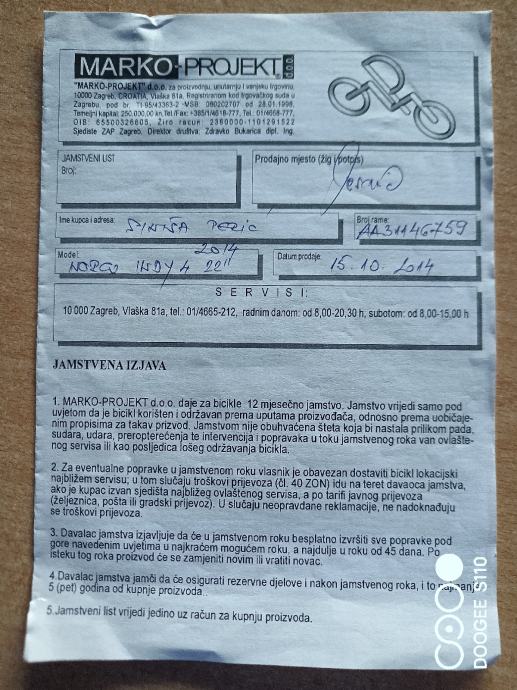 MARKO-PROJEKT d.o.o.
"MARKO-PROJEKT" d.o.o. za proizvodnju, unutarnju i vanjsku trgovinu,
10000 Zagreb, CROATIA, Vlaška 81a, Registriranom kod trgovačkog suda u
Zagrebu, pod br. Tt-95/43383-2 MSB 080202707 od 28.01.1998,
Temeljni kapital: 250.000,00 kn, Tel./Fax: +385/1/4618-777, Tel.: 01/4668-777,
OIB: 65500326605, Žiro račun: 2360000-1101291522
Sjedište ZAP Zagreb, Direktor društva: Zdravko Bukarica dipl. ing.
JAMSTVENI LIST
Broj:
Prodajno mjesto (žig i potpis)
Ime kupca i adresa: SINIŠA PERIĆ
Broj rame: AA31146759
Model: NORCO INDY 4 22" 2014
Datum prodaje: 15.10.2014
SERVISI:
10 000 Zagreb, Vlaška 81a, tel.: 01/4665-212, radnim danom: od 8,00-20,30 h, subotom: od 8,00-15,00 h
JAMSTVENA IZJAVA
1. MARKO-PROJEKT d.o.o. daje za bicikle 12 mjesečno jamstvo. Jamstvo vrijedi samo pod
uvjetom da je bicikl korišten i održavan prema uputama proizvođača, odnosno prema uobičaje-
nim propisima za takav prizvod. Jamstvom nije obuhvaćena šteta koja bi nastala prilikom pada,
sudara, udara, preropterećenja te intervencija i popravaka u toku jamstvenog roka van ovlašte-
nog servisa ili kao posljedica lošeg održavanja bicikla.
2. Za eventualne popravke u jamstvenom roku vlasnik je obavezan dostaviti bicikl lokacijski
najbližem servisu; u tom slučaju troškovi prijevoza (čl. 40 ZON) idu na teret davaoca jamstva,
ako je kupac izvan sjedišta najbližeg ovlaštenog servisa, a po tarifi javnog prijevoza
(željeznica, pošta ili gradski prijevoz). U slučaju neopravdane reklamacije, ne nadoknađuju
se troškovi prijevoza.
3. Davalac jamstva izjavljuje da će u jamstvenom roku besplatno izvršiti sve popravke pod
gore navedenim uvjetima u najkraćem mogućem roku, a najdulje u roku od 45 dana. Po
isteku tog roka proizvod će se zamjeniti novim ili vratiti novac.
4.Davalac jamstva jamči da će osigurati rezervne djelove i nakon jamstvenog roka, i to najmanje
5 (pet) godina od kupnje proizvoda.
5.Jamstveni list vrijedi jedino uz račun za kupnju proizvoda.
DOOGEE S110